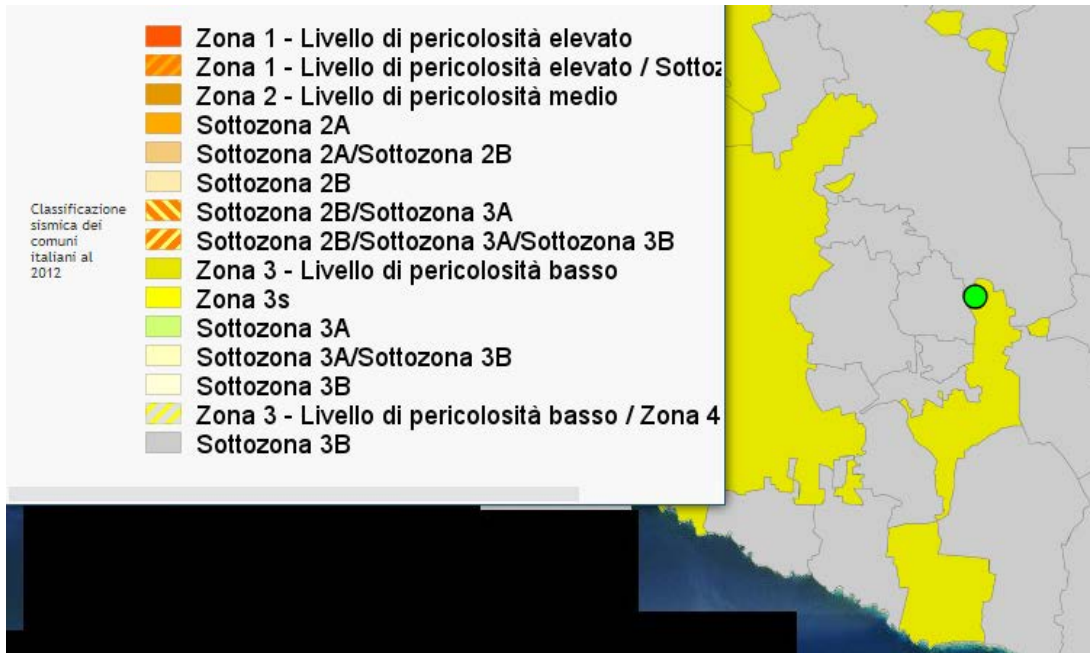 Zona 1 - Livello di pericolosità elevato
Zona 1 - Livello di pericolosità elevato / Sottoz
Zona 2 - Livello di pericolosità medio
Sottozona 2A
Sottozona 2A/Sottozona 2B
Sottozona 2B
Classificazione
sismica dei
comuni
italiani al
2012
Sottozona 2B/Sottozona 3A
Sottozona 2B/Sottozona 3A/Sottozona 3B
Zona 3 - Livello di pericolosità basso
Zona 3s
Sottozona 3A
Sottozona 3A/Sottozona 3B
Sottozona 3B
Zona 3 - Livello di pericolosità basso / Zona 4
Sottozona 3B